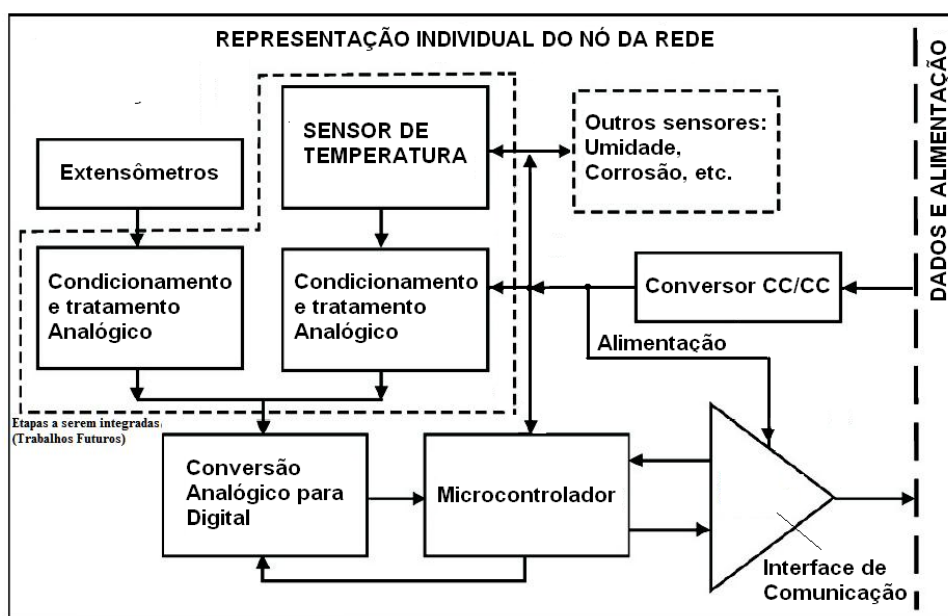 REPRESENTAÇÃO INDIVIDUAL DO NÓ DA REDE
SENSOR DE
TEMPERATURA
Outros sensores:
Umidade,
Corrosão, etc.
Extensômetros
Condicionamento
e tratamento
Analógico
Condicionamento
e tratamento
Analógico
Conversor CC/CC
Alimentação
Etapas a serem integradas
(Trabalhos Futuros)
Conversão
Analógico para
Digital
Microcontrolador
Interface de
Comunicação
DADOS E ALIMENTAÇÃO